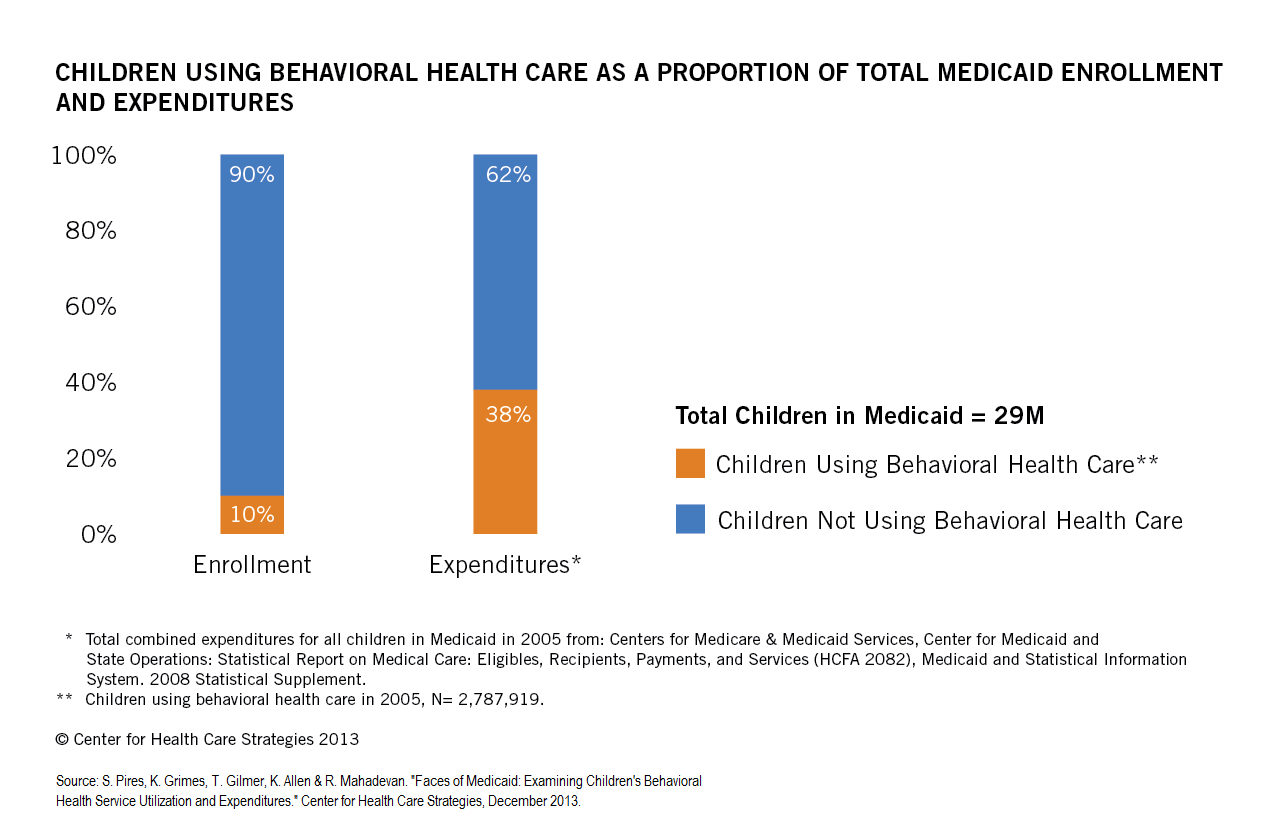 CHILDREN USING BEHAVIORAL HEALTH CARE AS A PROPORTION OF TOTAL MEDICAID ENROLLMENT
AND EXPENDITURES
100%
80%
60%
40%
20%
0%
90%
10%
62%
38%
Enrollment
Expenditures*
Total Children in Medicaid = 29M
Children Using Behavioral Health Care**
Children Not Using Behavioral Health Care
* Total combined expenditures for all children in Medicaid in 2005 from: Centers for Medicare & Medicaid Services, Center for Medicaid and
State Operations: Statistical Report on Medical Care: Eligibles, Recipients, Payments, and Services (HCFA 2082), Medicaid and Statistical Information
System. 2008 Statistical Supplement.
** Children using behavioral health care in 2005, N= 2,787,919.
© Center for Health Care Strategies 2013
Source: S. Pires, K. Grimes, T. Gilmer, K. Allen & R. Mahadevan. "Faces of Medicaid: Examining Children's Behavioral
Health Service Utilization and Expenditures." Center for Health Care Strategies, December 2013.